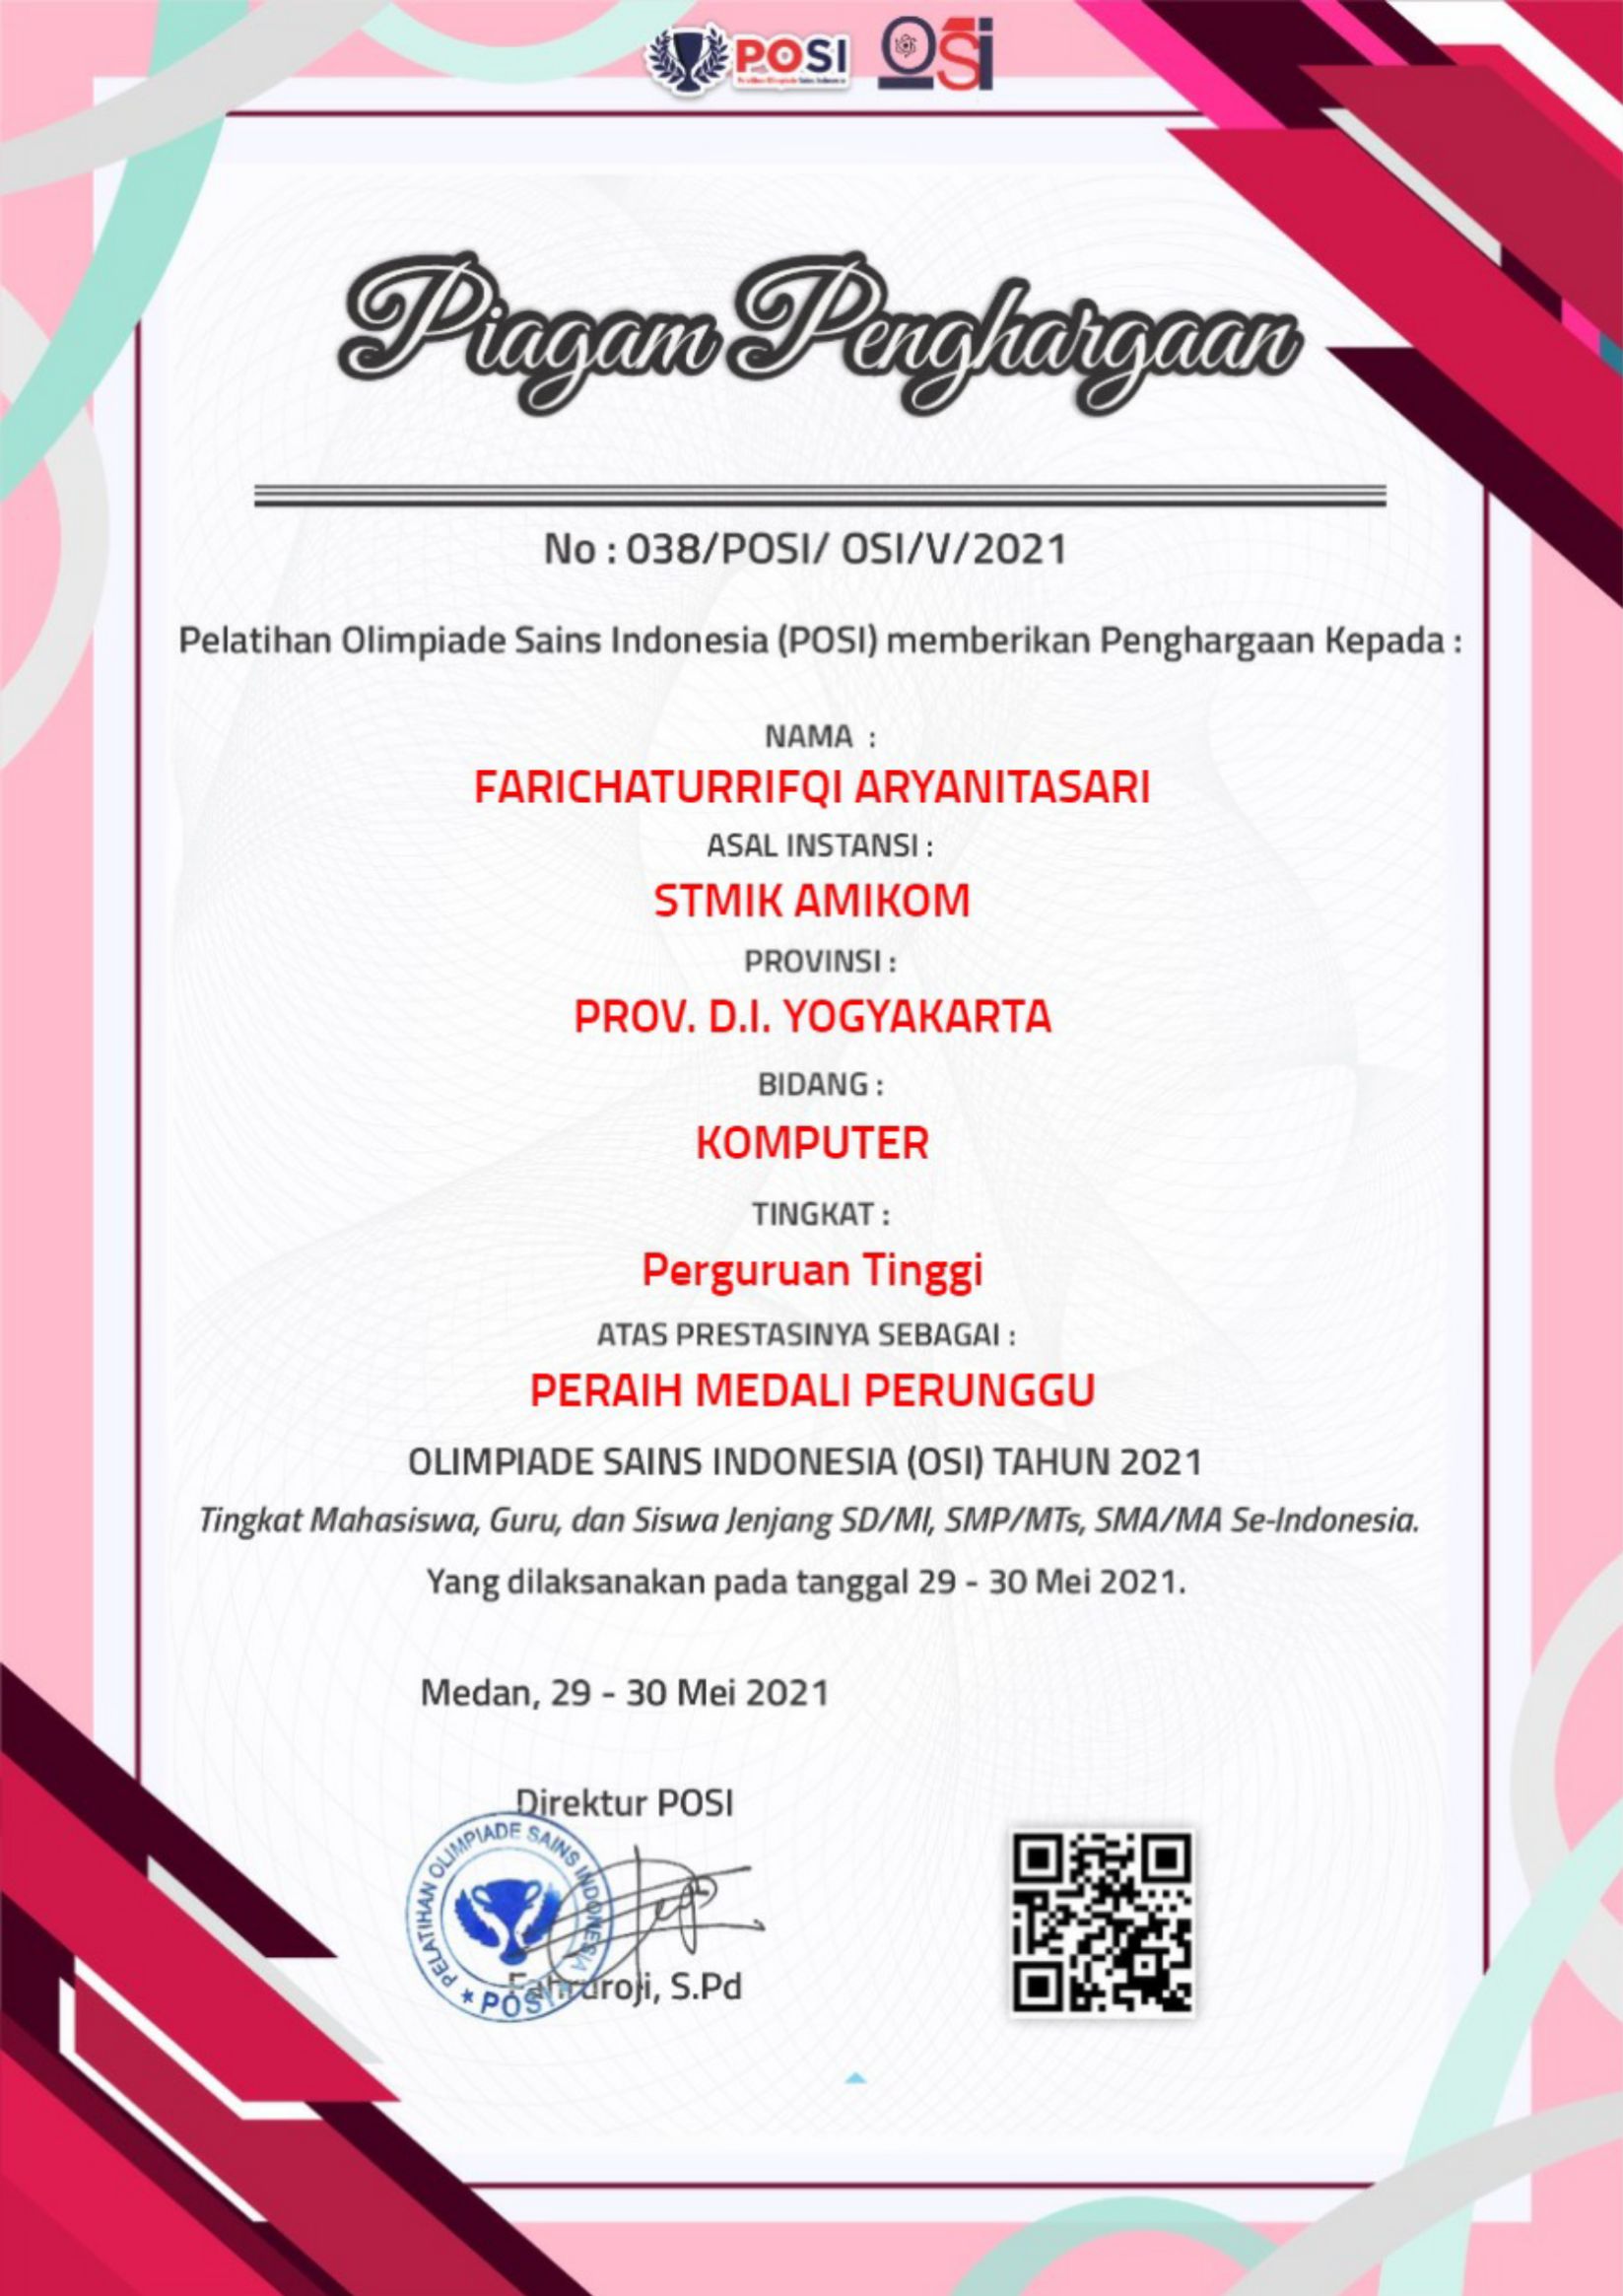 POSI OSI
Piagam Penghargaan
No : 038/POSI/ OSI/V/2021
Pelatihan Olimpiade Sains Indonesia (POSI) memberikan Penghargaan Kepada :
NAMA :
FARICHATURRIFQI ARYANITASARI
ASAL INSTANSI :
STMIK AMIKOM
PROVINSI :
PROV. D.I. YOGYAKARTA
BIDANG :
KOMPUTER
TINGKAT :
Perguruan Tinggi
ATAS PRESTASINYA SEBAGAI :
PERAIH MEDALI PERUNGGU
OLIMPIADE SAINS INDONESIA (OSI) TAHUN 2021
Tingkat Mahasiswa, Guru, dan Siswa Jenjang SD/MI, SMP/MTs, SMA/MA Se-Indonesia.
Yang dilaksanakan pada tanggal 29 - 30 Mei 2021.
Medan, 29 - 30 Mei 2021
Direktur POSI
PELATIHAN OLIMPIADE SAINS INDONESIA
* POSI *
S.Pd